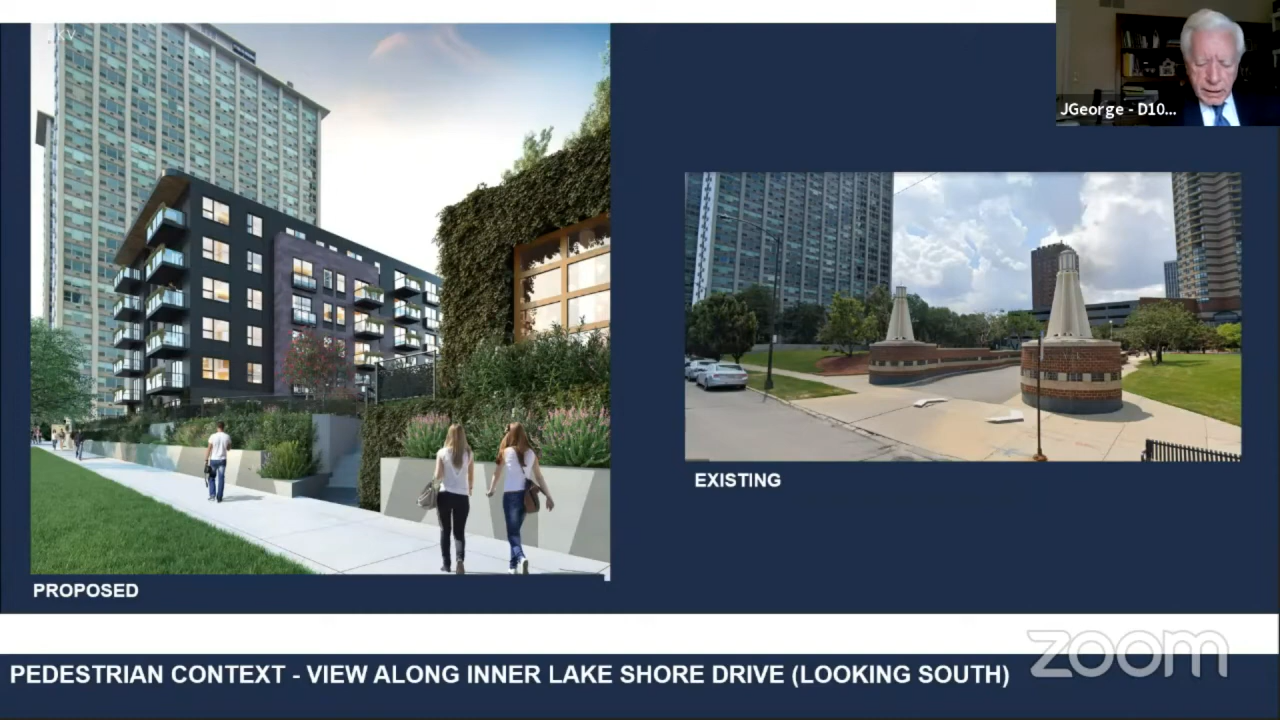 JGeorge - D10...
EXISTING
PROPOSED
zoom
PEDESTRIAN CONTEXT - VIEW ALONG INNER LAKE SHORE DRIVE (LOOKING SOUTH)